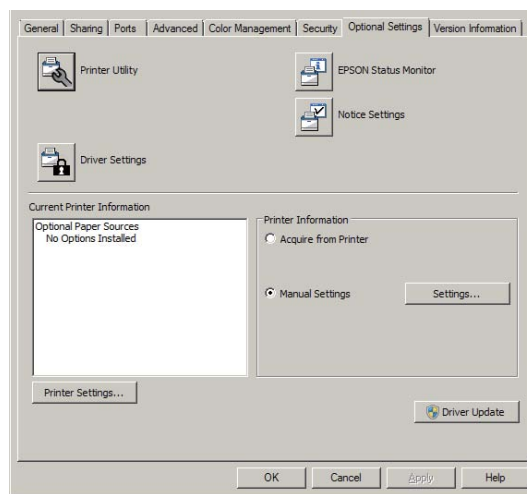 General Sharing Ports Advanced Color Management Security Optional Settings Version Information
Printer Utility
EPSON Status Monitor
Notice Settings
Driver Settings
Current Printer Information
Optional Paper Sources
No Options Installed
Printer Information
Acquire from Printer
Manual Settings
Settings...
Printer Settings...
Driver Update
OK Cancel Apply Help